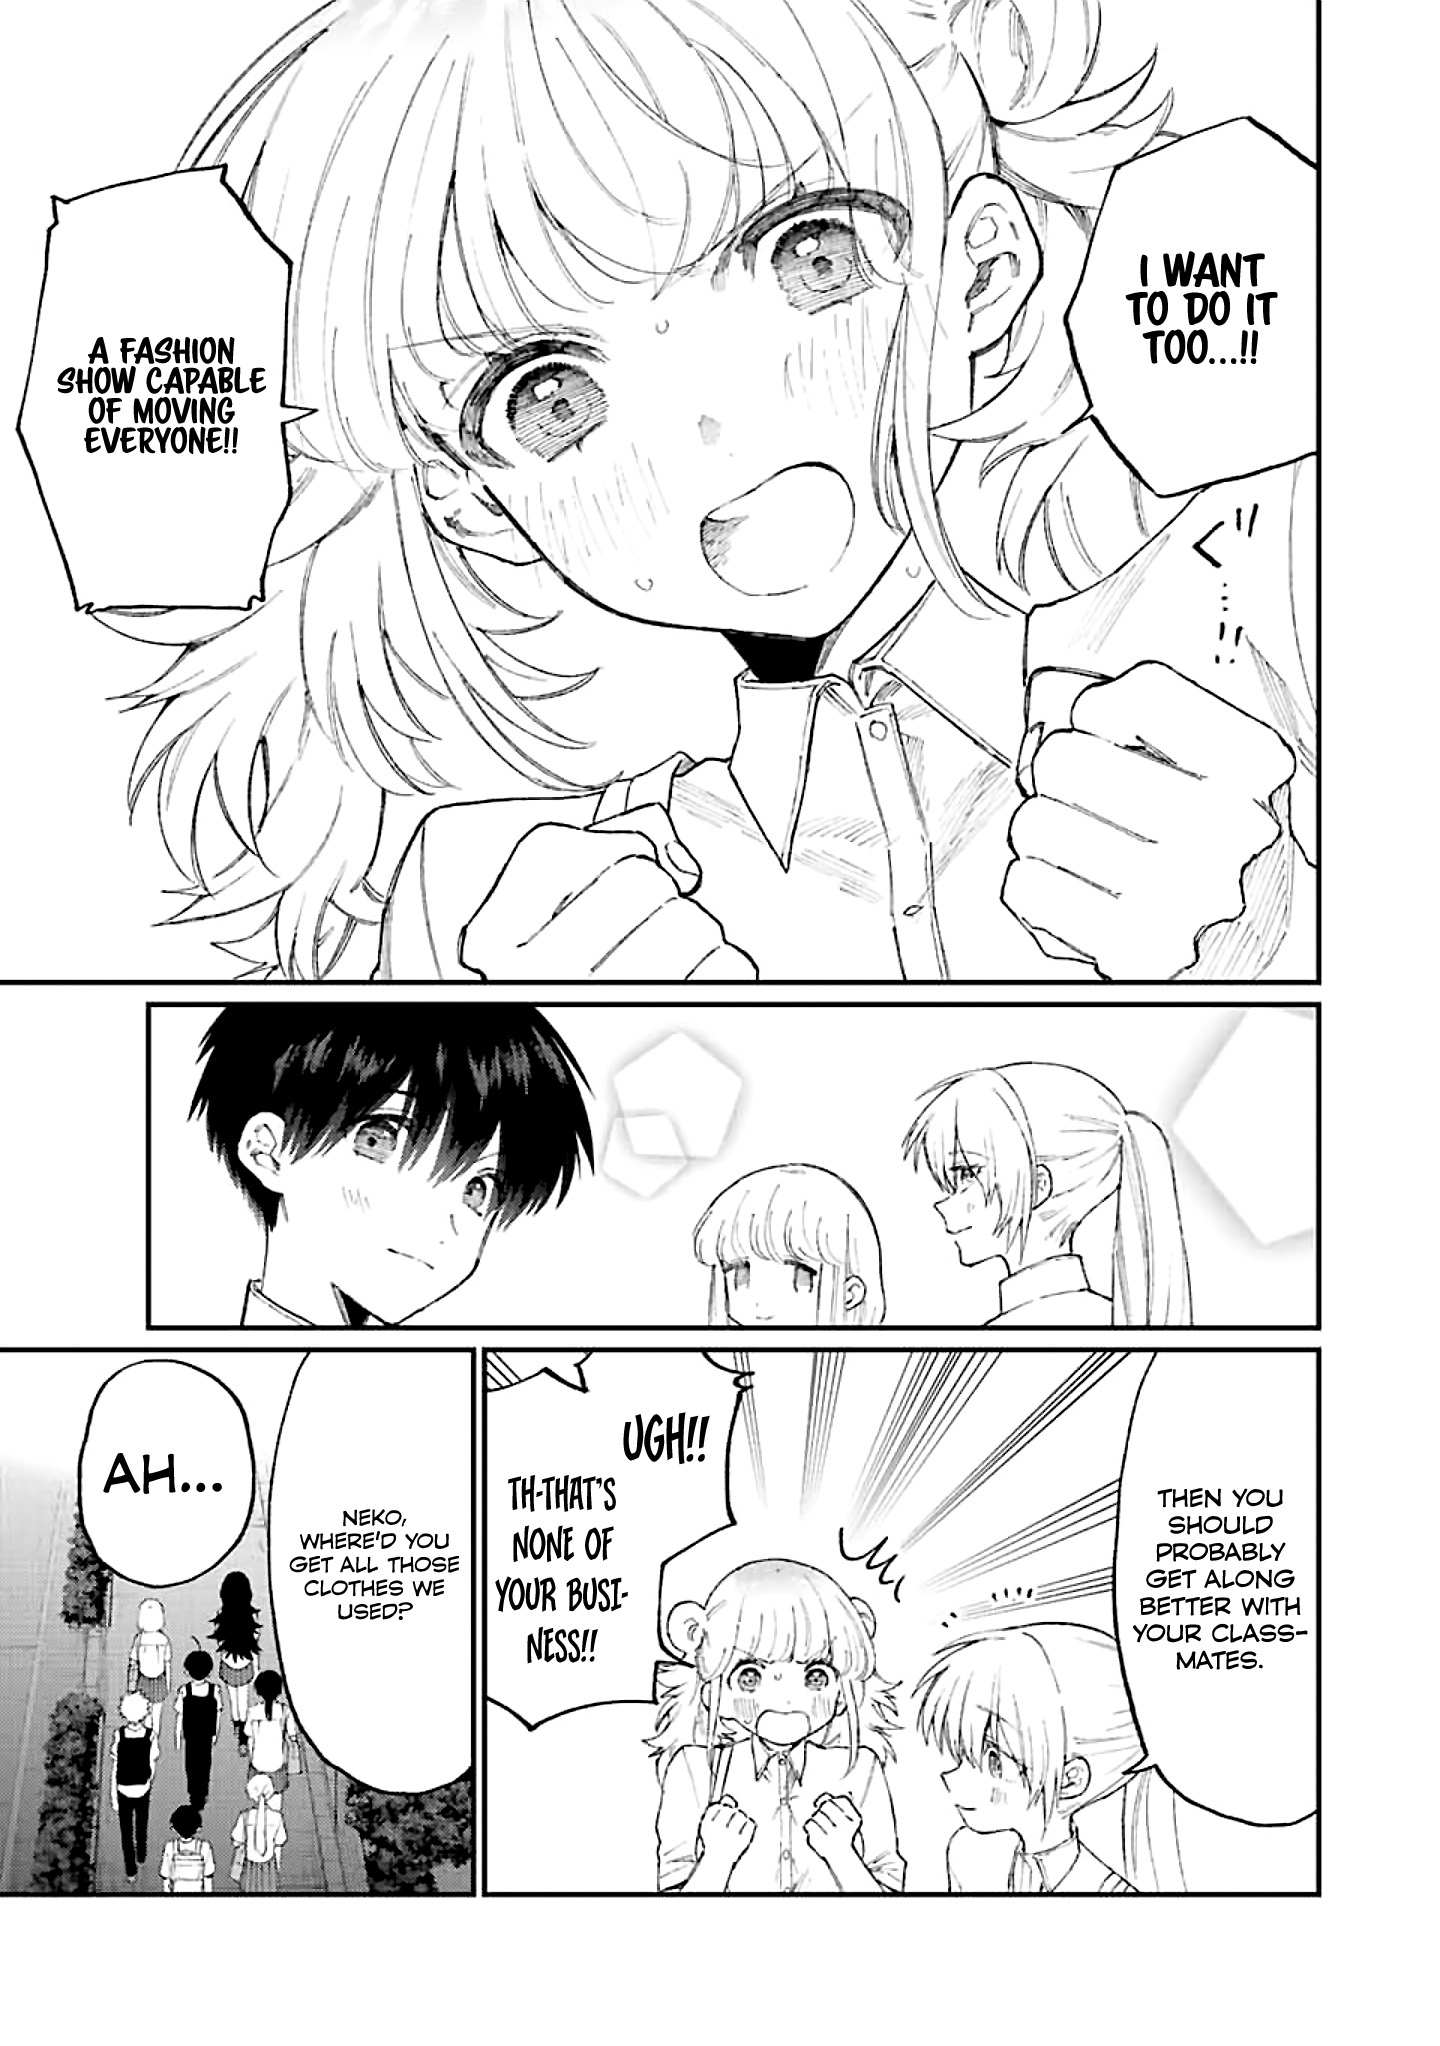 I WANT
TO DO IT
TOO...!!
A FASHION
SHOW CAPABLE
OF MOVING
EVERYONE!!
THEN YOU
SHOULD
PROBABLY
GET ALONG
BETTER WITH
YOUR CLASS-
MATES.
UGH!!
TH-THAT'S
NONE OF
YOUR BUSI-
NESS!!
NEKO,
WHERE'D YOU
GET ALL THOSE
CLOTHES WE
USED?
AH...